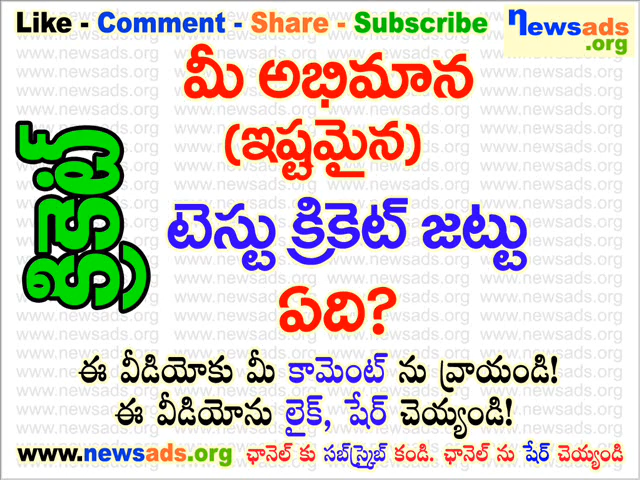 Like - Comment - Share - Subscribe
newsads
.org
మీ అభిమాన
(ఇష్టమైన)
క్రికెట్
టెస్టు క్రికెట్ జట్టు
ఏది?
ఈ వీడియోకు మీ కామెంట్ ను వ్రాయండి!
ఈ వీడియోను లైక్, షేర్ చెయ్యండి!
www.newsads.org ఛానెల్ కు సబ్‌స్క్రైబ్ కండి. ఛానెల్ ను షేర్ చెయ్యండి